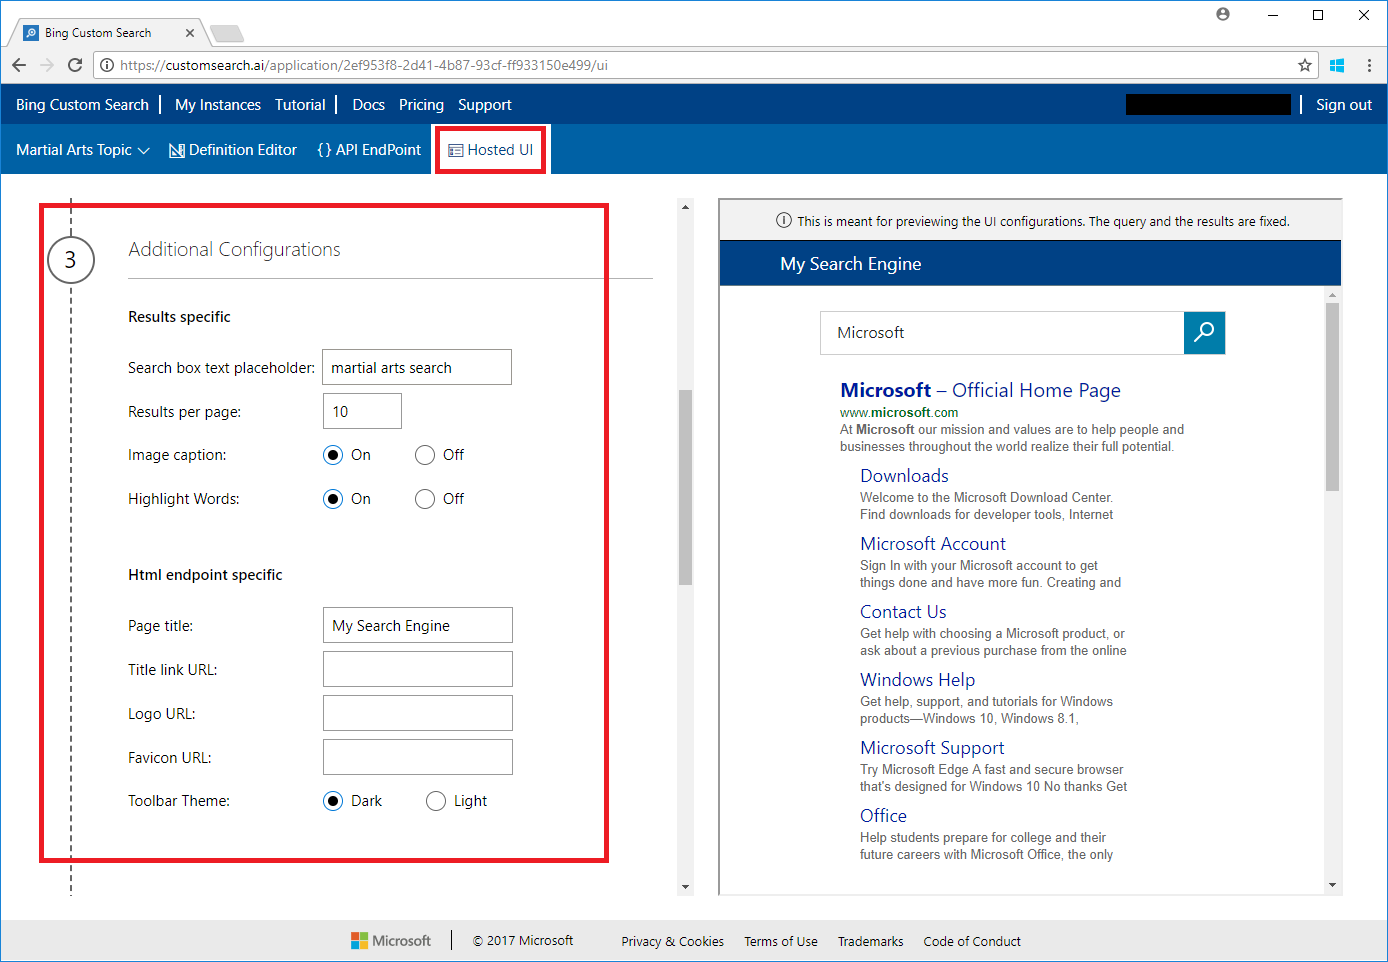 Bing Custom Search
https://customsearch.ai/application/2ef953f8-2d41-4b87-93cf-ff933150e499/ui
Bing Custom Search My Instances Tutorial Docs Pricing Support Sign out
Martial Arts Topic Definition Editor {} API EndPoint Hosted UI
3
Additional Configurations
Results specific
Search box text placeholder: martial arts search
Results per page: 10
Image caption: On Off
Highlight Words: On Off
Html endpoint specific
Page title: My Search Engine
Title link URL:
Logo URL:
Favicon URL:
Toolbar Theme: Dark Light
This is meant for previewing the UI configurations. The query and the results are fixed.
My Search Engine
Microsoft
Microsoft – Official Home Page
www.microsoft.com
At Microsoft our mission and values are to help people and
businesses throughout the world realize their full potential.
Downloads
Welcome to the Microsoft Download Center.
Find downloads for developer tools, Internet
Microsoft Account
Sign In with your Microsoft account to get
things done and have more fun. Creating and
Contact Us
Get help with choosing a Microsoft product, or
ask about a previous purchase from the online
Windows Help
Get help, support, and tutorials for Windows
products—Windows 10, Windows 8.1,
Microsoft Support
Try Microsoft Edge A fast and secure browser
that's designed for Windows 10 No thanks Get
Office
Help students prepare for college and their
future careers with Microsoft Office, the only
Microsoft © 2017 Microsoft Privacy & Cookies Terms of Use Trademarks Code of Conduct